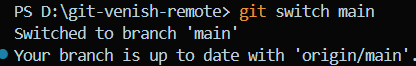 PS D:\git-venish-remote> git switch main
Switched to branch 'main'
Your branch is up to date with 'origin/main'.